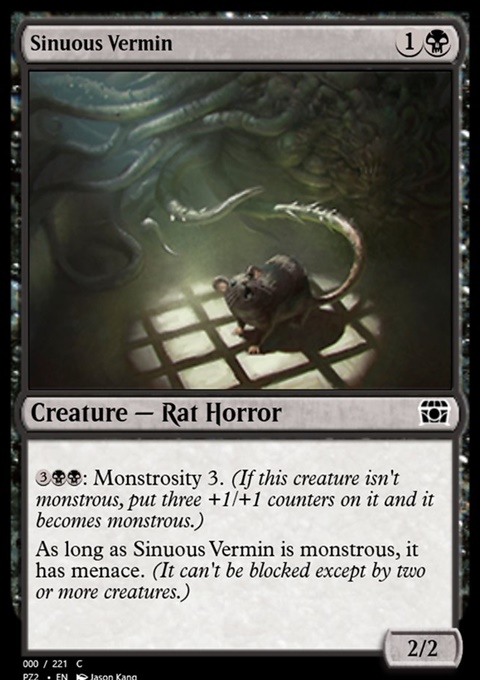 Sinuous Vermin
1
Creature — Rat Horror
3: Monstrosity 3. (If this creature isn't
monstrous, put three +1/+1 counters on it and it
becomes monstrous.)
As long as Sinuous Vermin is monstrous, it
has menace. (It can't be blocked except by two
or more creatures.)
2/2
000 / 221 C
PZ2 • EN Jason Kang